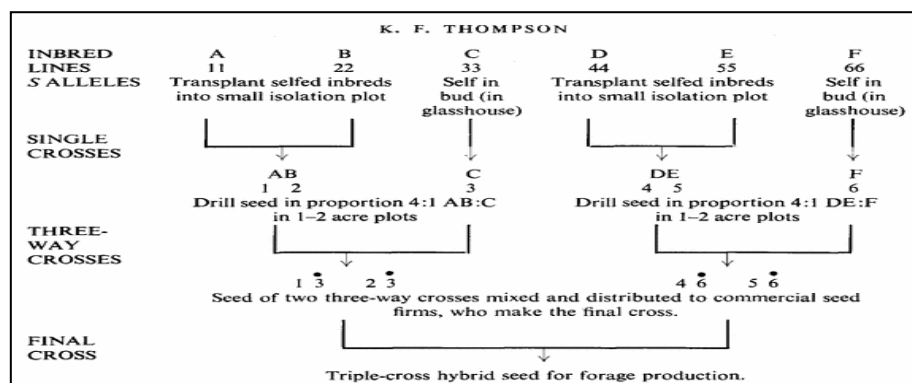 K. F. THOMPSON
INBRED A B C D E F
LINES 11 22 33 44 55 66
S ALLELES Transplant selfed inbreds Self in Transplant selfed inbreds Self in
into small isolation plot bud (in into small isolation plot bud (in
glasshouse) glasshouse)
SINGLE
CROSSES
AB C DE F
1 2 3 4 5 6
Drill seed in proportion 4:1 AB:C Drill seed in proportion 4:1 DE:F
in 1–2 acre plots in 1–2 acre plots
THREE-
WAY
CROSSES
1 3 2 3 4 6 5 6
Seed of two three-way crosses mixed and distributed to commercial seed
firms, who make the final cross.
FINAL
CROSS
Triple-cross hybrid seed for forage production.